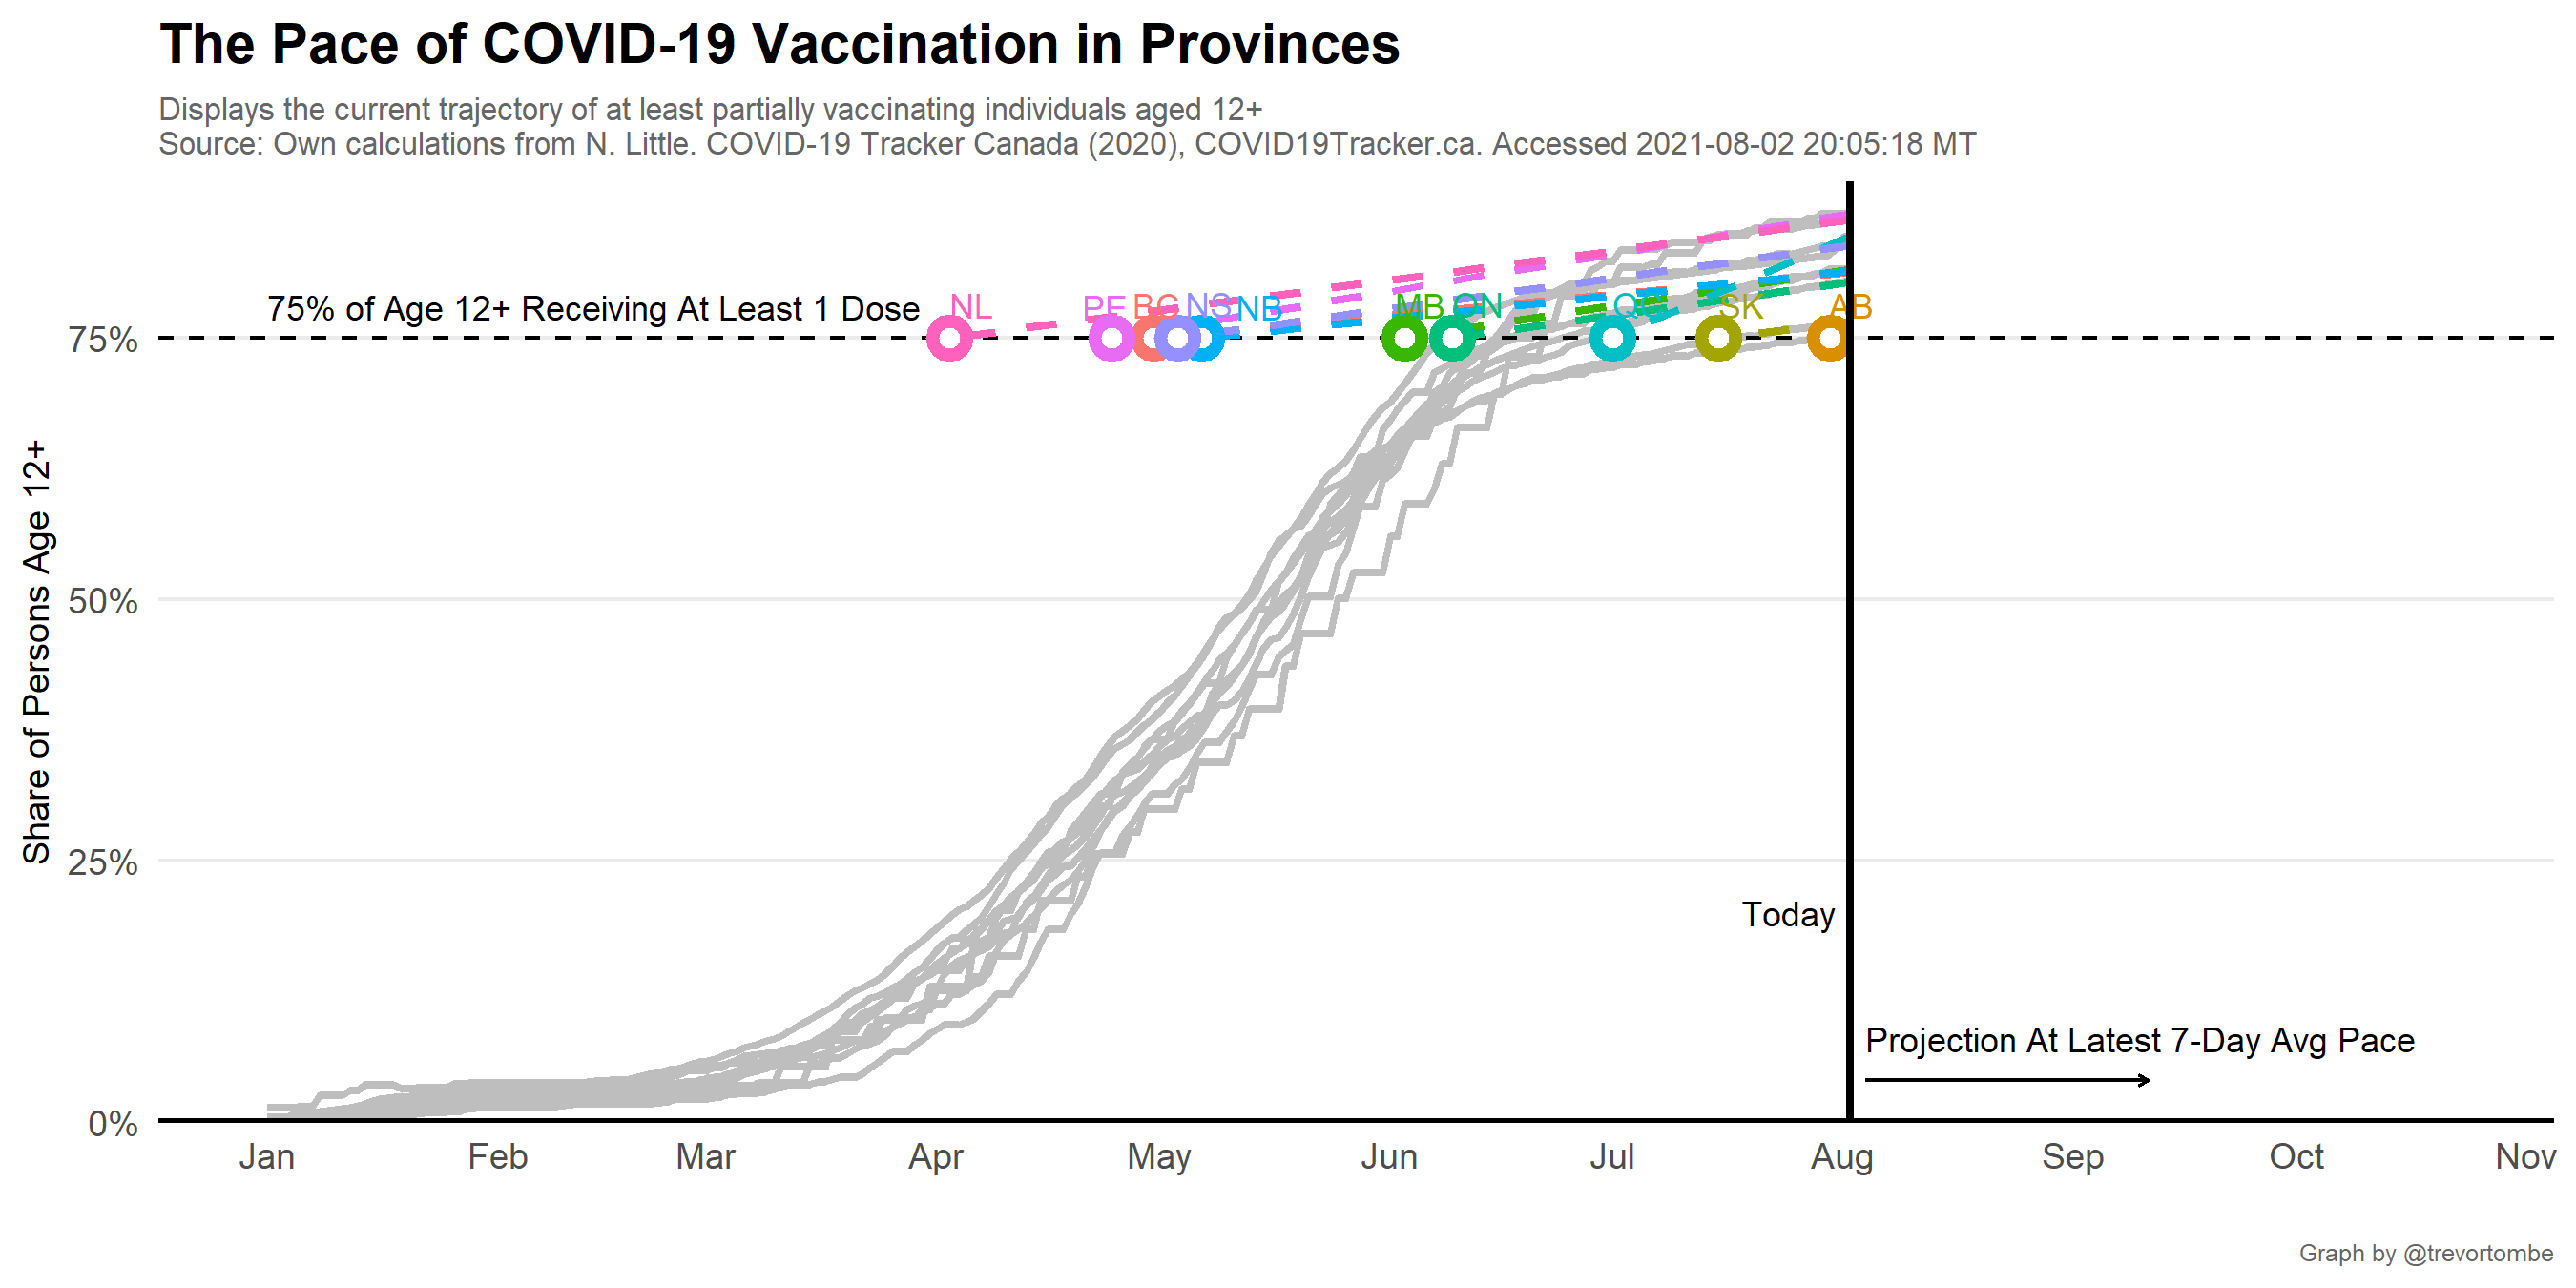 The Pace of COVID-19 Vaccination in Provinces
Displays the current trajectory of at least partially vaccinating individuals aged 12+
Source: Own calculations from N. Little. COVID-19 Tracker Canada (2020), COVID19Tracker.ca. Accessed 2021-08-02 20:05:18 MT
75% of Age 12+ Receiving At Least 1 Dose
NL PE BC NS NB MB ON QC SK AB
75%
50%
25%
0%
Share of Persons Age 12+
Today
Projection At Latest 7-Day Avg Pace
Jan Feb Mar Apr May Jun Jul Aug Sep Oct Nov
Graph by @trevortombe